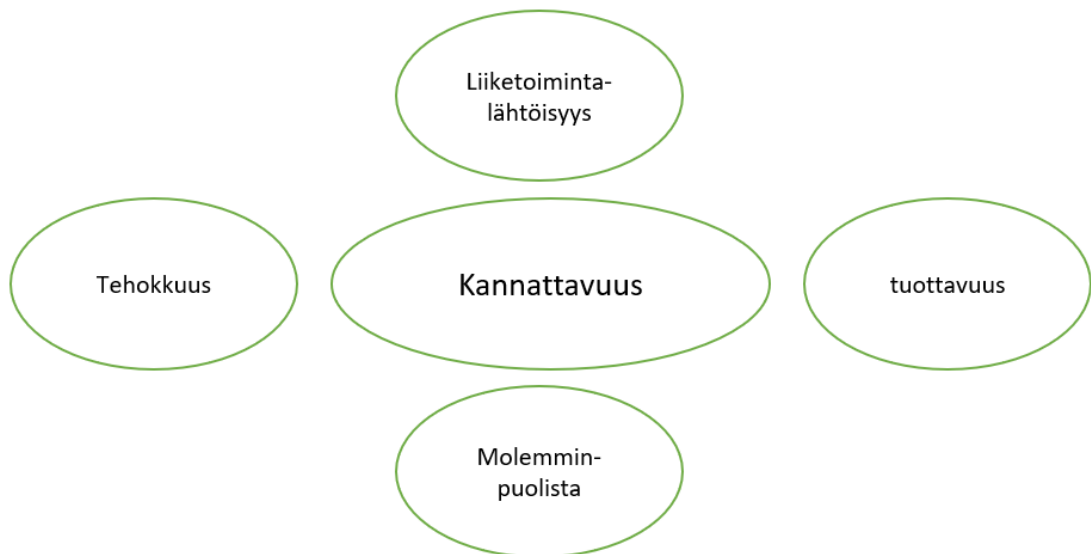 Liiketoiminta-
lähtöisyys
Tehokkuus
Kannattavuus
tuottavuus
Molemmin-
puolista